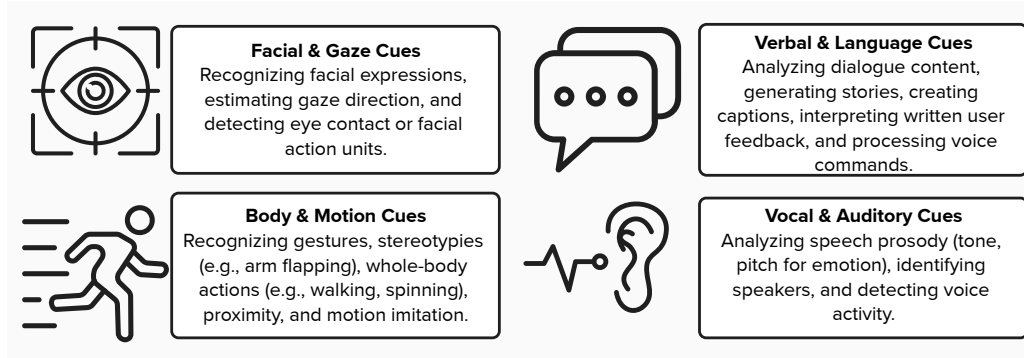 Facial & Gaze Cues
Recognizing facial expressions,
estimating gaze direction, and
detecting eye contact or facial
action units.
Verbal & Language Cues
Analyzing dialogue content,
generating stories, creating
captions, interpreting written user
feedback, and processing voice
commands.
Body & Motion Cues
Recognizing gestures, stereotypies
(e.g., arm flapping), whole-body
actions (e.g., walking, spinning),
proximity, and motion imitation.
Vocal & Auditory Cues
Analyzing speech prosody (tone,
pitch for emotion), identifying
speakers, and detecting voice
activity.